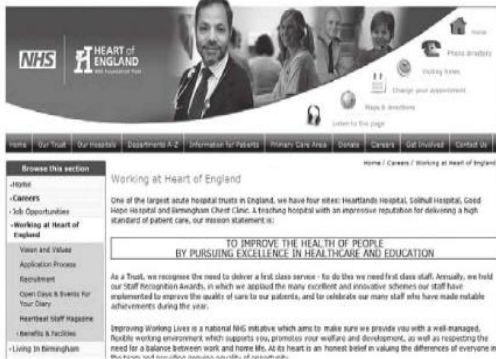 NHS
HEART of
ENGLAND
NHS Foundation Trust
Home
Phone directory
Visiting times
Change your appointment
Maps & directions
Listen to this page
Home Our Trust Our Hospitals Departments A-Z Information for Patients Primary Care Area Donate Careers Get Involved Contact Us
Home / Careers / Working at Heart of England
Browse this section
Home
Careers
Job Opportunities
Working at Heart of
England
Vision and Values
Application Process
Recruitment
Open Days & Events For
Your Diary
Heartbeat Staff Magazine
Benefits & Facilities
Living In Birmingham
Working at Heart of England
One of the largest acute hospital trusts in England, we have four sites: Heartlands Hospital, Solihull Hospital, Good
Hope Hospital and Birmingham Chest Clinic. A teaching hospital with an impressive reputation for delivering a high
standard of patient care, our mission statement is:
TO IMPROVE THE HEALTH OF PEOPLE
BY PURSUING EXCELLENCE IN HEALTHCARE AND EDUCATION
As a Trust, we recognise the need to deliver a first class service - to do this we need first class staff. Annually, we hold
our Staff Recognition Awards, in which we applaud the many excellent and innovative schemes our staff have
implemented to improve the quality of care to our patients, and to celebrate our many staff who have made notable
achievements during the year.
Improving Working Lives is a national NHS initiative which aims to make sure we provide you with a well-managed,
flexible working environment which supports you, promotes your welfare and development, as well as respecting the
need for a balance between work and home life. At its heart is an honest belief in valuing the differences of everyone in
the team and providing genuine equality of opportunity.